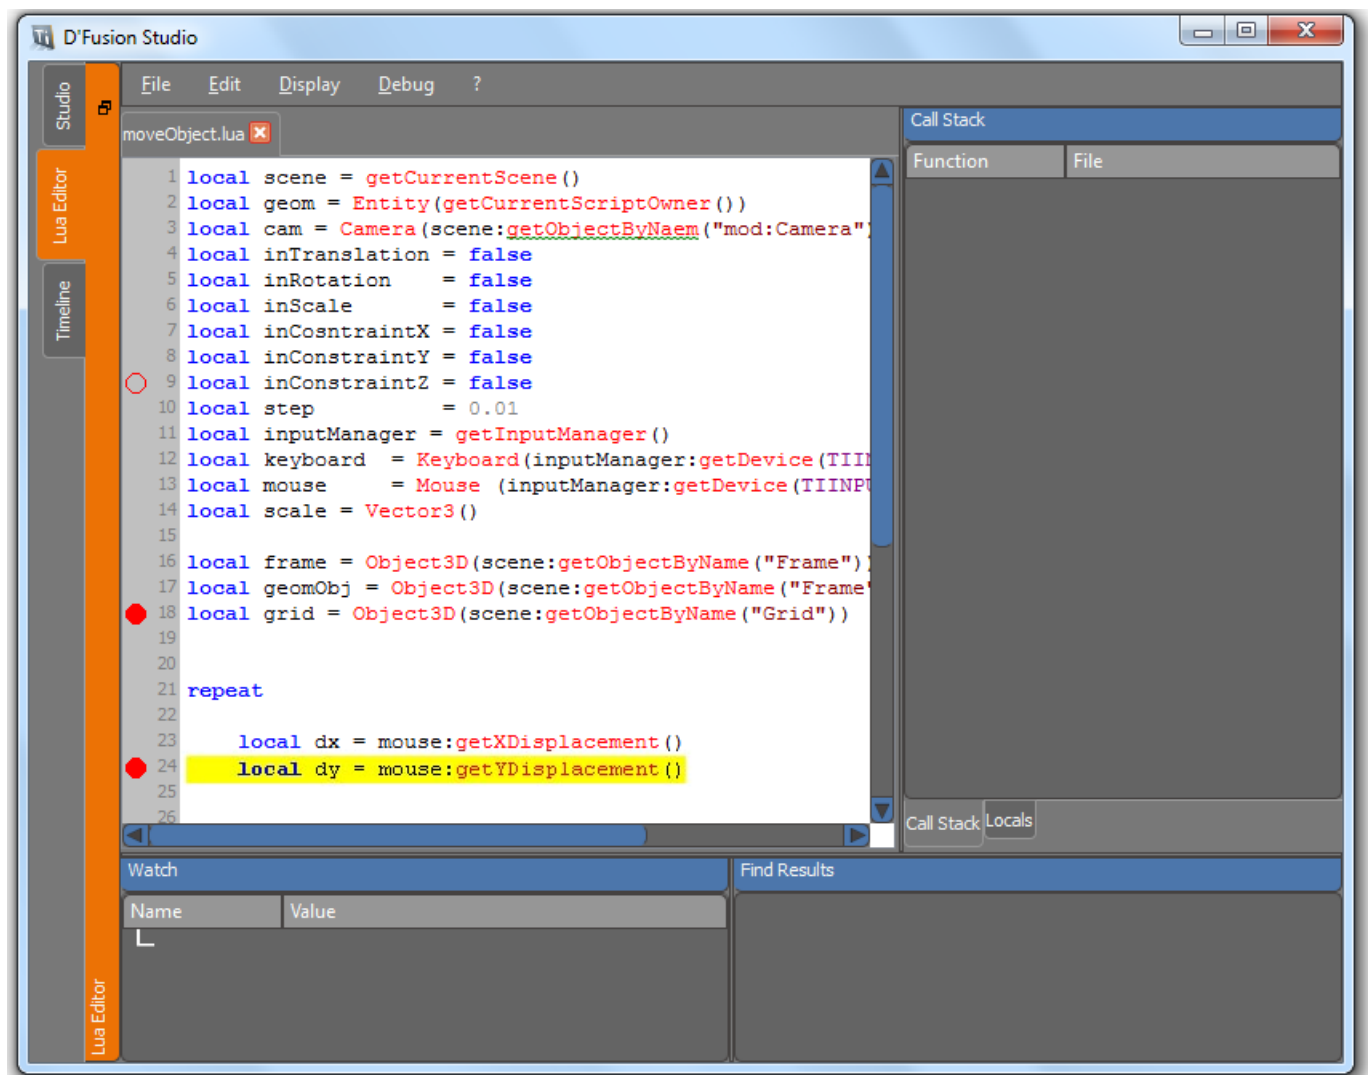 D'Fusion Studio
File Edit Display Debug ?
Studio
Lua Editor
Timeline
Lua Editor
moveObject.lua
1 local scene = getCurrentScene()
2 local geom = Entity(getCurrentScriptOwner())
3 local cam = Camera(scene:getObjectByNaem("mod:Camera")
4 local inTranslation = false
5 local inRotation    = false
6 local inScale       = false
7 local inCosntraintX = false
8 local inConstraintY = false
9 local inConstraintZ = false
10 local step          = 0.01
11 local inputManager = getInputManager()
12 local keyboard  = Keyboard(inputManager:getDevice(TIIN
13 local mouse     = Mouse (inputManager:getDevice(TIINPU
14 local scale = Vector3()
15
16 local frame = Object3D(scene:getObjectByName("Frame"))
17 local geomObj = Object3D(scene:getObjectByName("Frame"
18 local grid = Object3D(scene:getObjectByName("Grid"))
19
20
21 repeat
22
23     local dx = mouse:getXDisplacement()
24     local dy = mouse:getYDisplacement()
25
26
Call Stack
Function File
Call Stack Locals
Watch
Name Value
Find Results